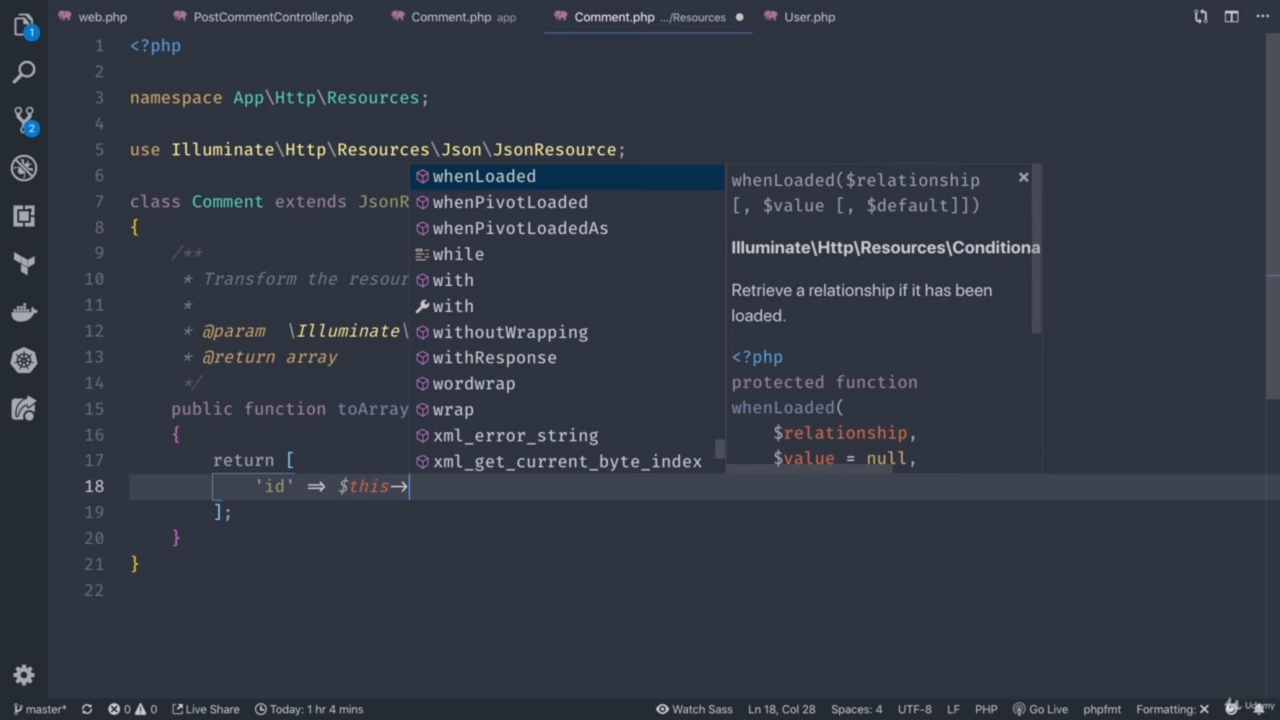 web.php PostCommentController.php Comment.php app Comment.php .../Resources User.php
1 <?php
2
3 namespace App\Http\Resources;
4
5 use Illuminate\Http\Resources\Json\JsonResource;
6
7 class Comment extends JsonR
8 {
9 /**
10 * Transform the resour
11 *
12 * @param \Illuminate\
13 * @return array
14 */
15 public function toArray
16 {
17 return [
18 'id' => $this->
19 ];
20 }
21 }
22
whenLoaded
whenPivotLoaded
whenPivotLoadedAs
while
with
with
withoutWrapping
withResponse
wordwrap
wrap
xml_error_string
xml_get_current_byte_index
whenLoaded($relationship
[, $value [, $default]])
Illuminate\Http\Resources\Conditiona
Retrieve a relationship if it has been
loaded.
<?php
protected function
whenLoaded(
$relationship,
$value = null,
1
2
master* 0 0 Live Share Today: 1 hr 4 mins Watch Sass Ln 18, Col 28 Spaces: 4 UTF-8 LF PHP Go Live phpfmt Formatting: ✕ Udemy